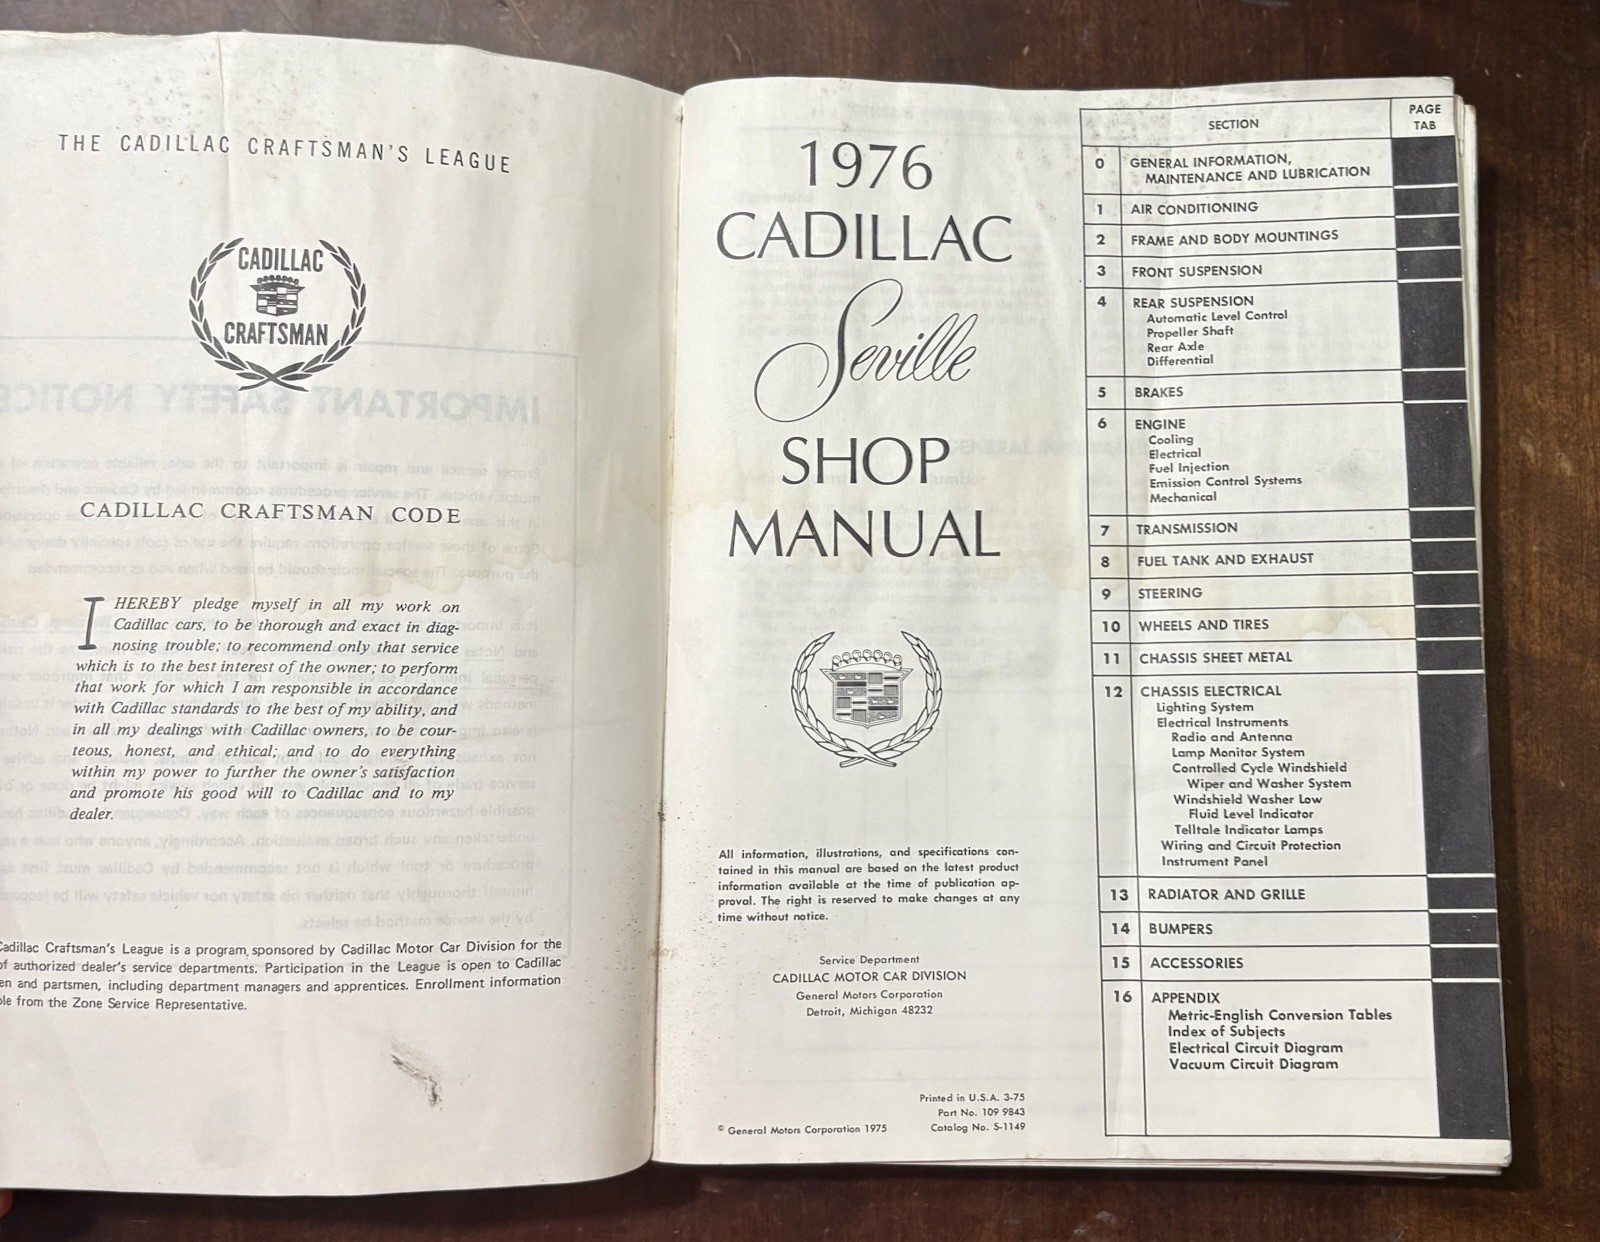 THE CADILLAC CRAFTSMAN'S LEAGUE
CADILLAC
CRAFTSMAN
CADILLAC CRAFTSMAN CODE
I HEREBY pledge myself in all my work on
Cadillac cars, to be thorough and exact in diag-
nosing trouble; to recommend only that service
which is to the best interest of the owner; to perform
that work for which I am responsible in accordance
with Cadillac standards to the best of my ability, and
in all my dealings with Cadillac owners, to be cour-
teous, honest, and ethical; and to do everything
within my power to further the owner's satisfaction
and promote his good will to Cadillac and to my
dealer.
Cadillac Craftsman's League is a program sponsored by Cadillac Motor Car Division for the
of authorized dealer's service departments. Participation in the League is open to Cadillac
and partsmen, including department managers and apprentices. Enrollment information
from the Zone Service Representative.
1976
CADILLAC
Seville
SHOP
MANUAL
All information, illustrations, and specifications con-
tained in this manual are based on the latest product
information available at the time of publication ap-
proval. The right is reserved to make changes at any
time without notice.
Service Department
CADILLAC MOTOR CAR DIVISION
General Motors Corporation
Detroit, Michigan 48232
Printed in U.S.A. 3-75
Part No. 109 9843
© General Motors Corporation 1975 Catalog No. S-1149
SECTION PAGE TAB
0 GENERAL INFORMATION,
MAINTENANCE AND LUBRICATION
1 AIR CONDITIONING
2 FRAME AND BODY MOUNTINGS
3 FRONT SUSPENSION
4 REAR SUSPENSION
Automatic Level Control
Propeller Shaft
Rear Axle
Differential
5 BRAKES
6 ENGINE
Cooling
Electrical
Fuel Injection
Emission Control Systems
Mechanical
7 TRANSMISSION
8 FUEL TANK AND EXHAUST
9 STEERING
10 WHEELS AND TIRES
11 CHASSIS SHEET METAL
12 CHASSIS ELECTRICAL
Lighting System
Electrical Instruments
Radio and Antenna
Lamp Monitor System
Controlled Cycle Windshield
Wiper and Washer System
Windshield Washer Low
Fluid Level Indicator
Telltale Indicator Lamps
Wiring and Circuit Protection
Instrument Panel
13 RADIATOR AND GRILLE
14 BUMPERS
15 ACCESSORIES
16 APPENDIX
Metric-English Conversion Tables
Index of Subjects
Electrical Circuit Diagram
Vacuum Circuit Diagram